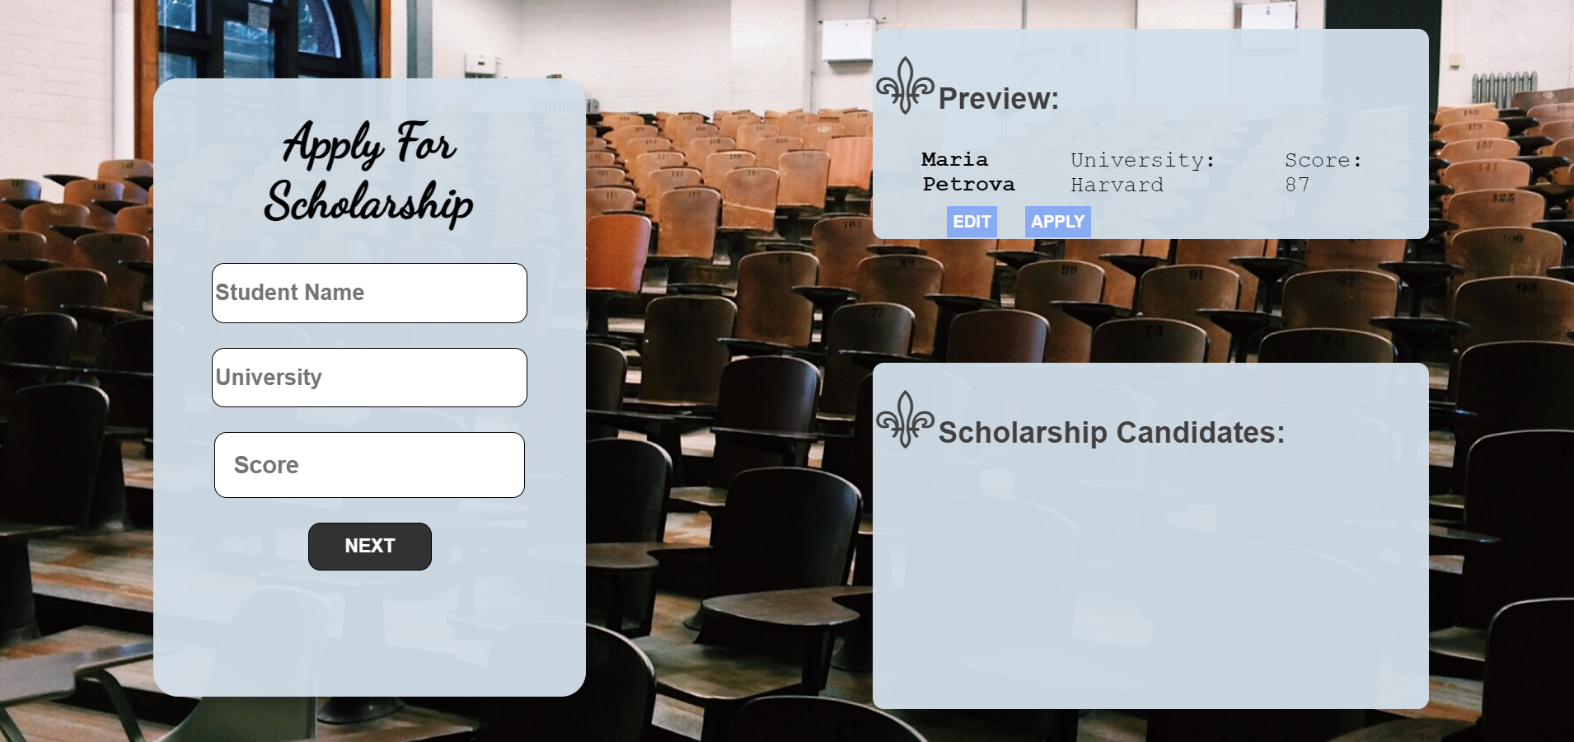 Apply For
Scholarship
Student Name
University
Score
NEXT
Preview:
Maria
Petrova
University:
Harvard
Score:
87
EDIT
APPLY
Scholarship Candidates: